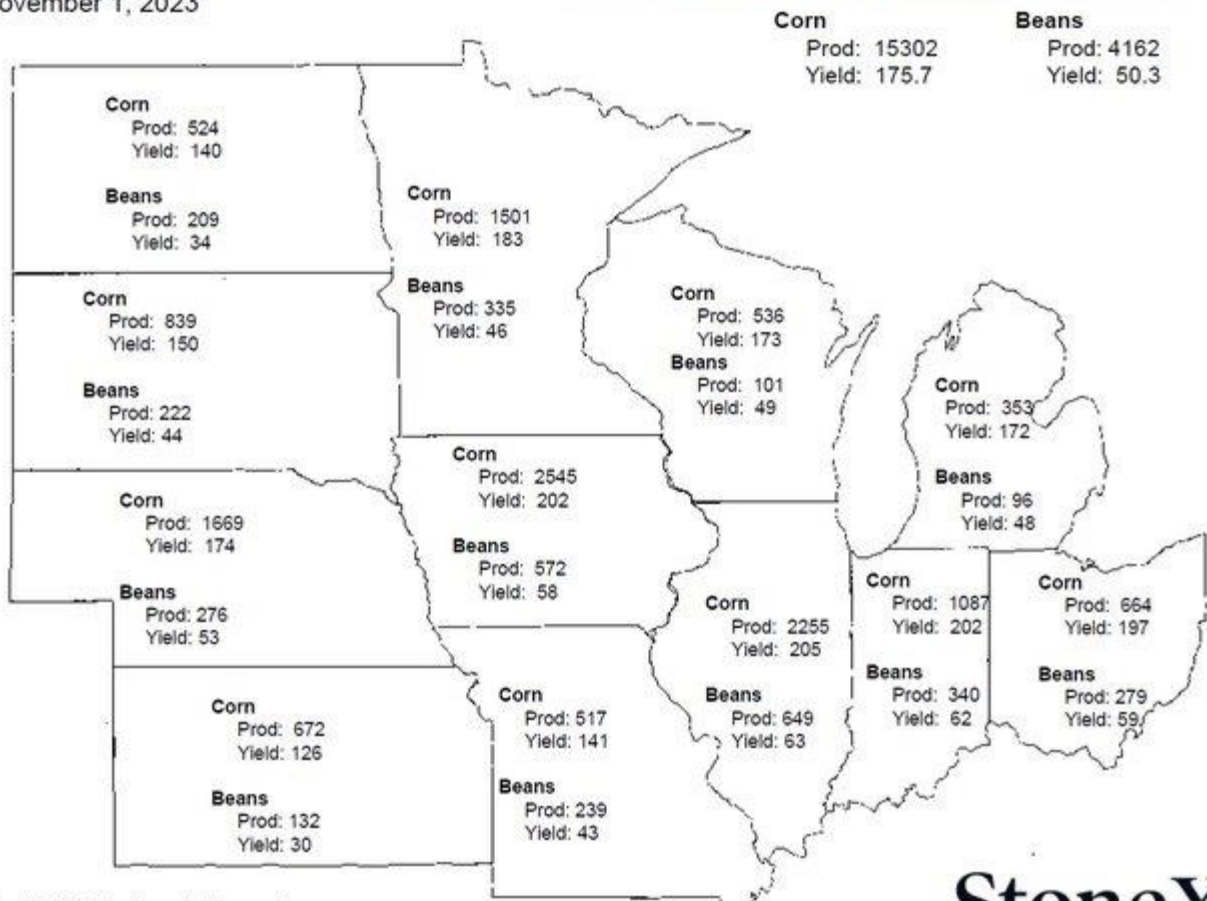 November 1, 2023
Corn
Prod: 15302
Yield: 175.7
Beans
Prod: 4162
Yield: 50.3
Corn
Prod: 524
Yield: 140
Beans
Prod: 209
Yield: 34
Corn
Prod: 1501
Yield: 183
Beans
Prod: 335
Yield: 46
Corn
Prod: 839
Yield: 150
Beans
Prod: 222
Yield: 44
Corn
Prod: 536
Yield: 173
Beans
Prod: 101
Yield: 49
Corn
Prod: 353
Yield: 172
Beans
Prod: 96
Yield: 48
Corn
Prod: 1669
Yield: 174
Beans
Prod: 276
Yield: 53
Corn
Prod: 2545
Yield: 202
Beans
Prod: 572
Yield: 58
Corn
Prod: 2255
Yield: 205
Beans
Prod: 649
Yield: 63
Corn
Prod: 1087
Yield: 202
Beans
Prod: 340
Yield: 62
Corn
Prod: 664
Yield: 197
Beans
Prod: 279
Yield: 59
Corn
Prod: 672
Yield: 126
Beans
Prod: 132
Yield: 30
Corn
Prod: 517
Yield: 141
Beans
Prod: 239
Yield: 43
StoneX